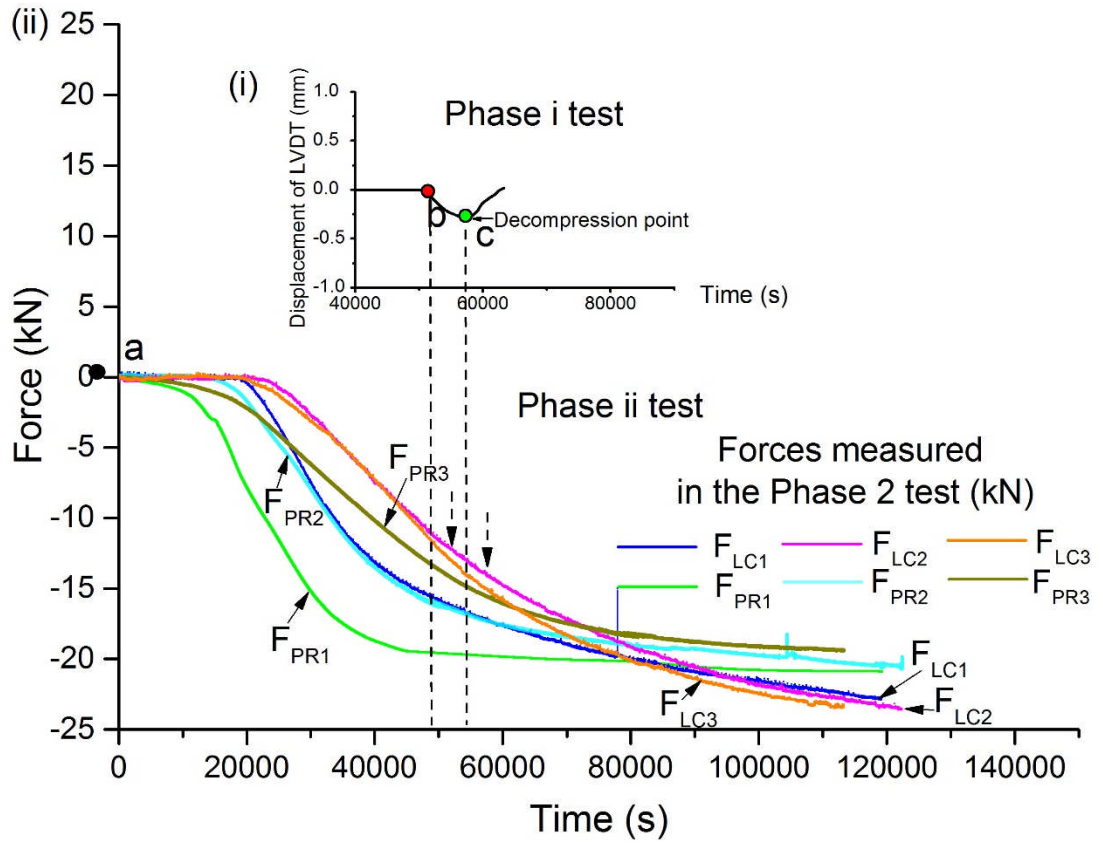 (ii)
25
20
15
10
5
0
-5
-10
-15
-20
-25
Force (kN)
(i)
1.0
0.5
0.0
-0.5
-1.0
Displacement of LVDT (mm)
Phase i test
b
c
Decompression point
40000 60000 80000
Time (s)
a
Phase ii test
Forces measured
in the Phase 2 test (kN)
F_LC1 F_LC2 F_LC3
F_PR1 F_PR2 F_PR3
F_PR3
F_PR2
F_PR1
F_LC1
F_LC3
F_LC2
0 20000 40000 60000 80000 100000 120000 140000
Time (s)